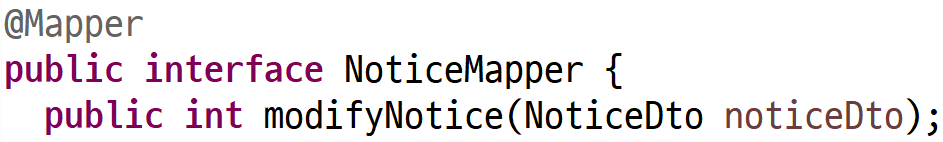 @Mapper
public interface NoticeMapper {
public int modifyNotice(NoticeDto noticeDto);